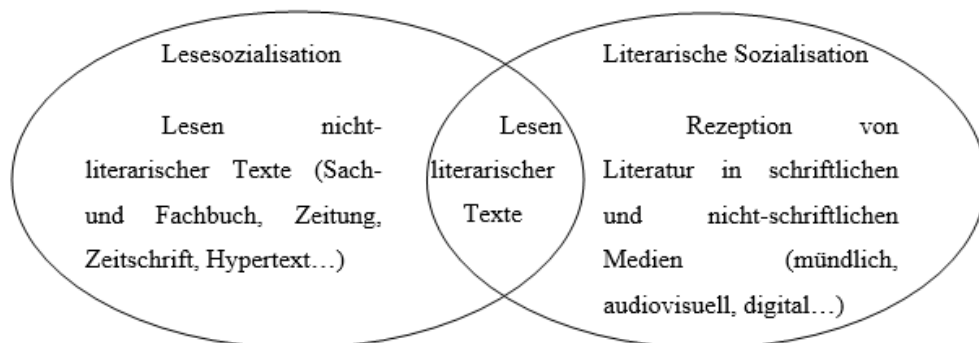 Lesesozialisation
Lesen nicht-
literarischer Texte (Sach-
und Fachbuch, Zeitung,
Zeitschrift, Hypertext…)
Lesen
literarischer
Texte
Literarische Sozialisation
Rezeption von
Literatur in schriftlichen
und nicht-schriftlichen
Medien (mündlich,
audiovisuell, digital…)